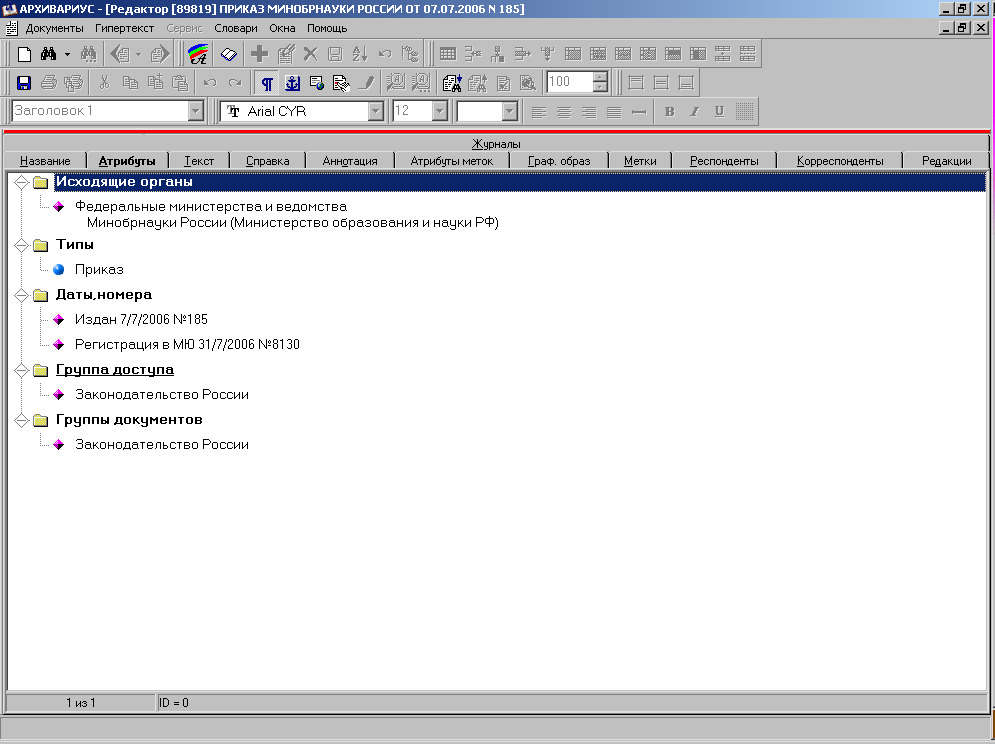 АРХИВАРИУС - [Редактор [89819] ПРИКАЗ МИНОБРНАУКИ РОССИИ ОТ 07.07.2006 N 185]
Документы Гипертекст Сервис Словари Окна Помощь
100
Заголовок 1 Arial CYR 12 B I U
Журналы
Название Атрибуты Текст Справка Аннотация Атрибуты меток Граф. образ Метки Респонденты Корреспонденты Редакции
Исходящие органы
Федеральные министерства и ведомства
Минобрнауки России (Министерство образования и науки РФ)
Типы
Приказ
Даты,номера
Издан 7/7/2006 №185
Регистрация в МЮ 31/7/2006 №8130
Группа доступа
Законодательство России
Группы документов
Законодательство России
1 из 1 ID = 0